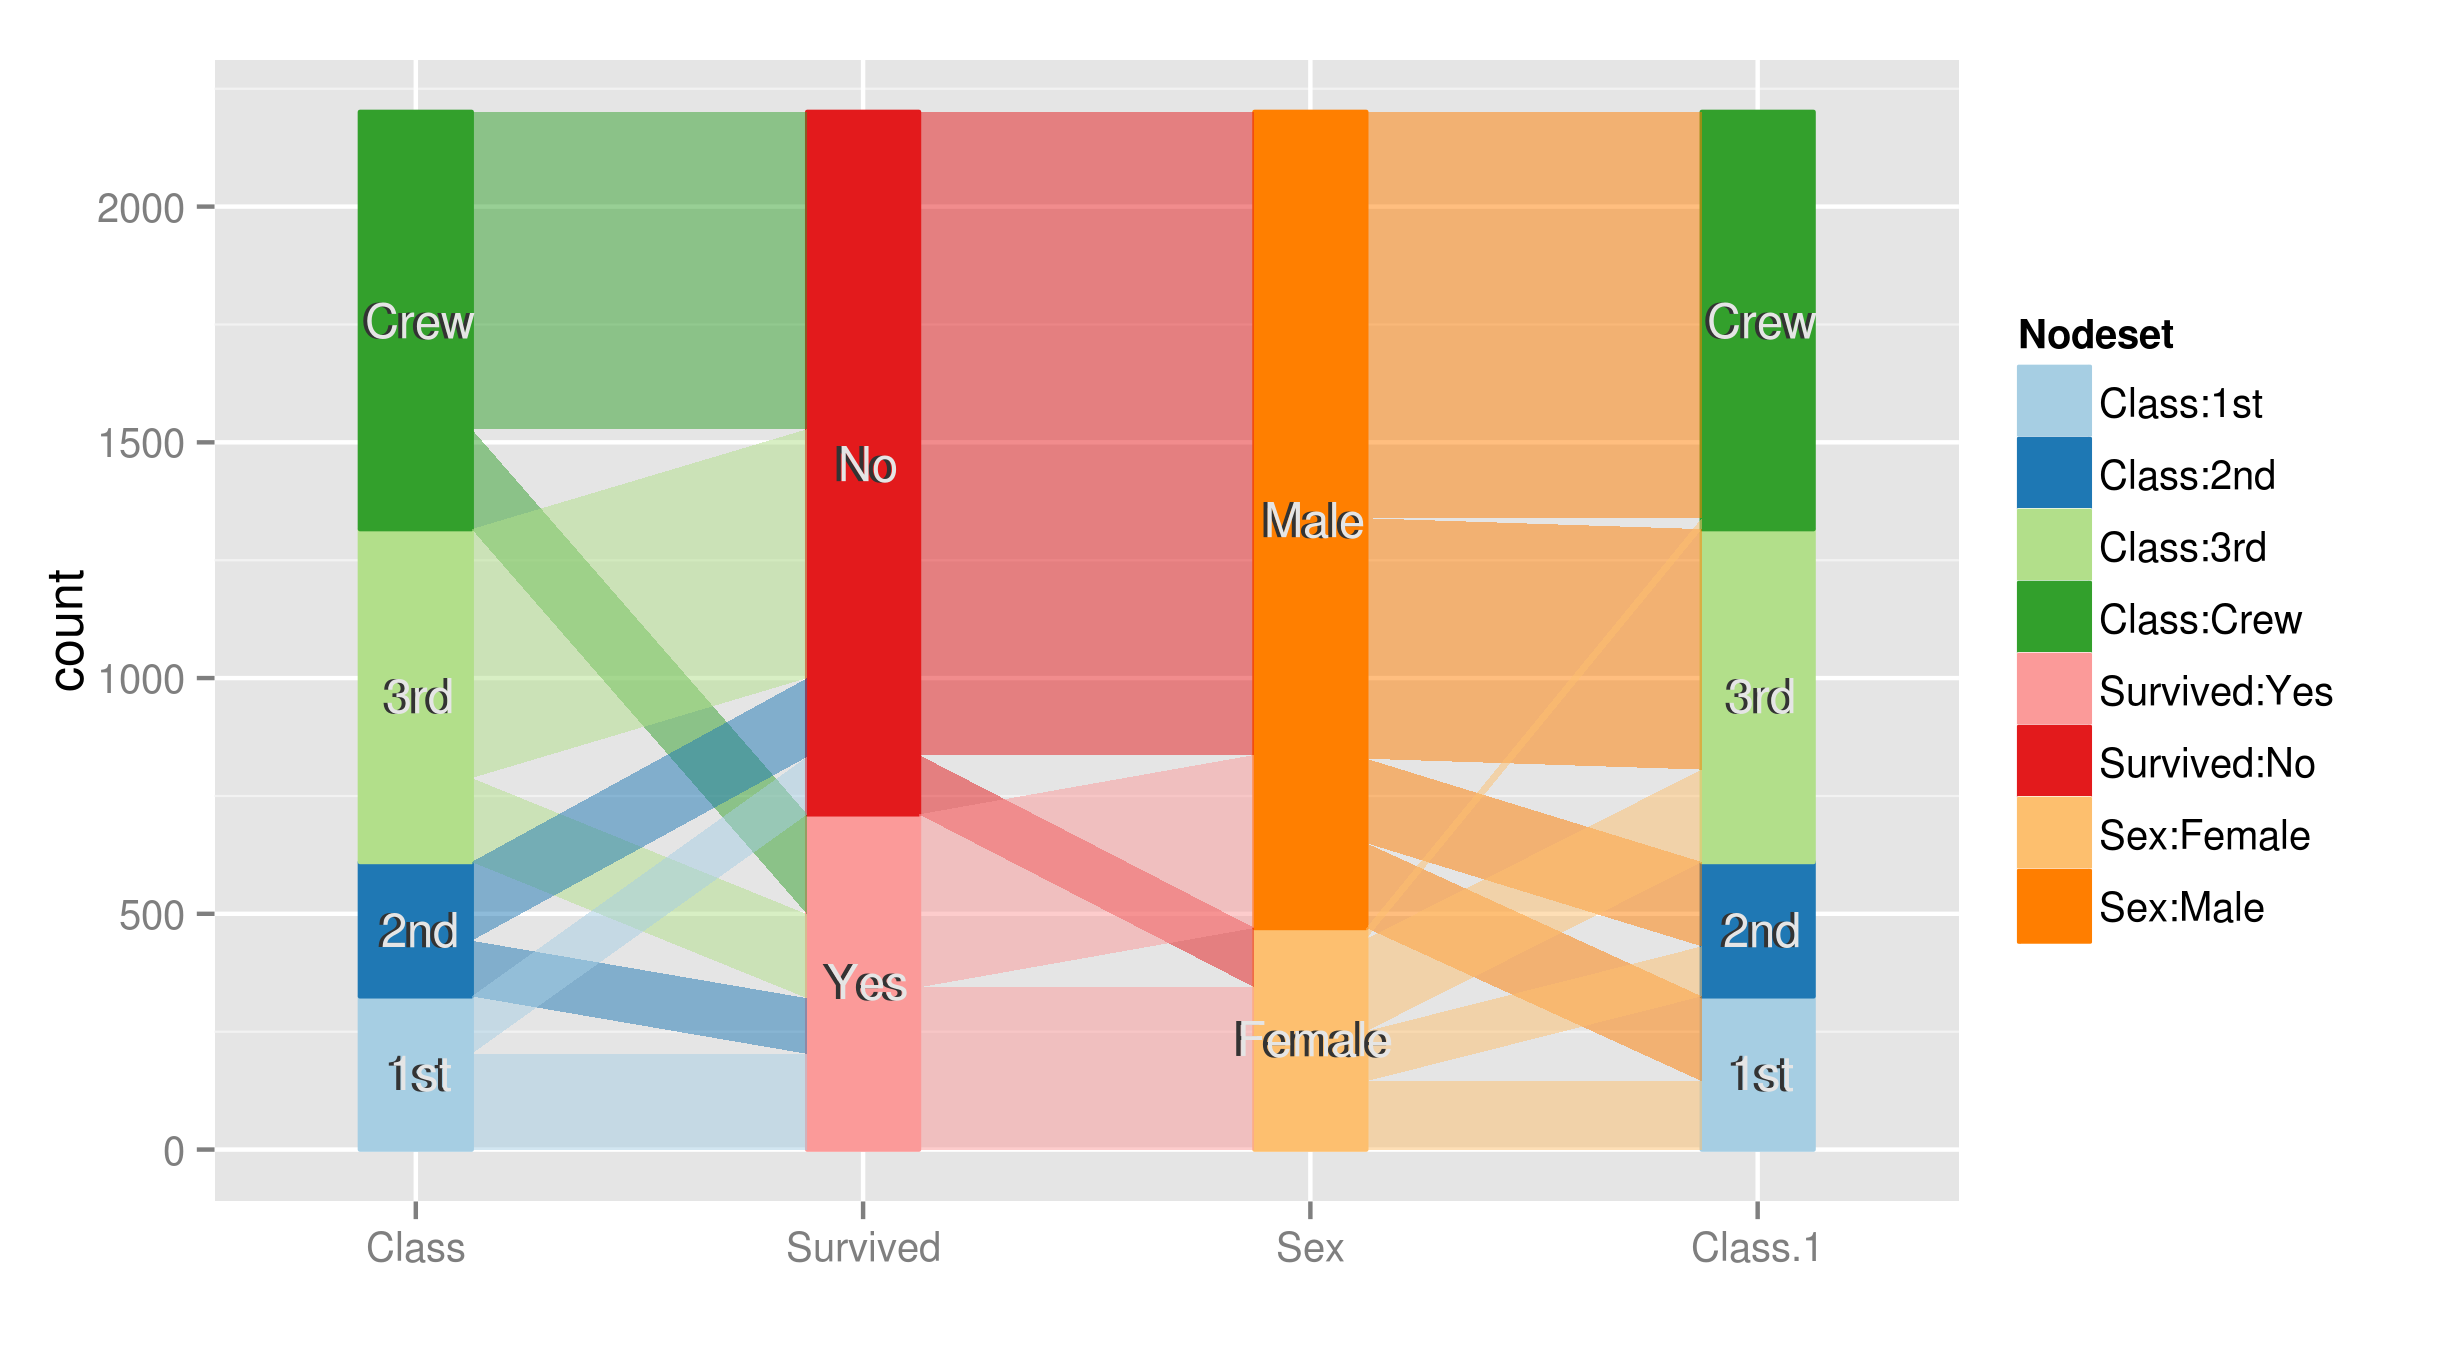 count
2000
1500
1000
500
0
Crew
3rd
2nd
1st
No
Yes
Male
Female
Crew
3rd
2nd
1st
Class
Survived
Sex
Class.1
Nodeset
Class:1st
Class:2nd
Class:3rd
Class:Crew
Survived:Yes
Survived:No
Sex:Female
Sex:Male